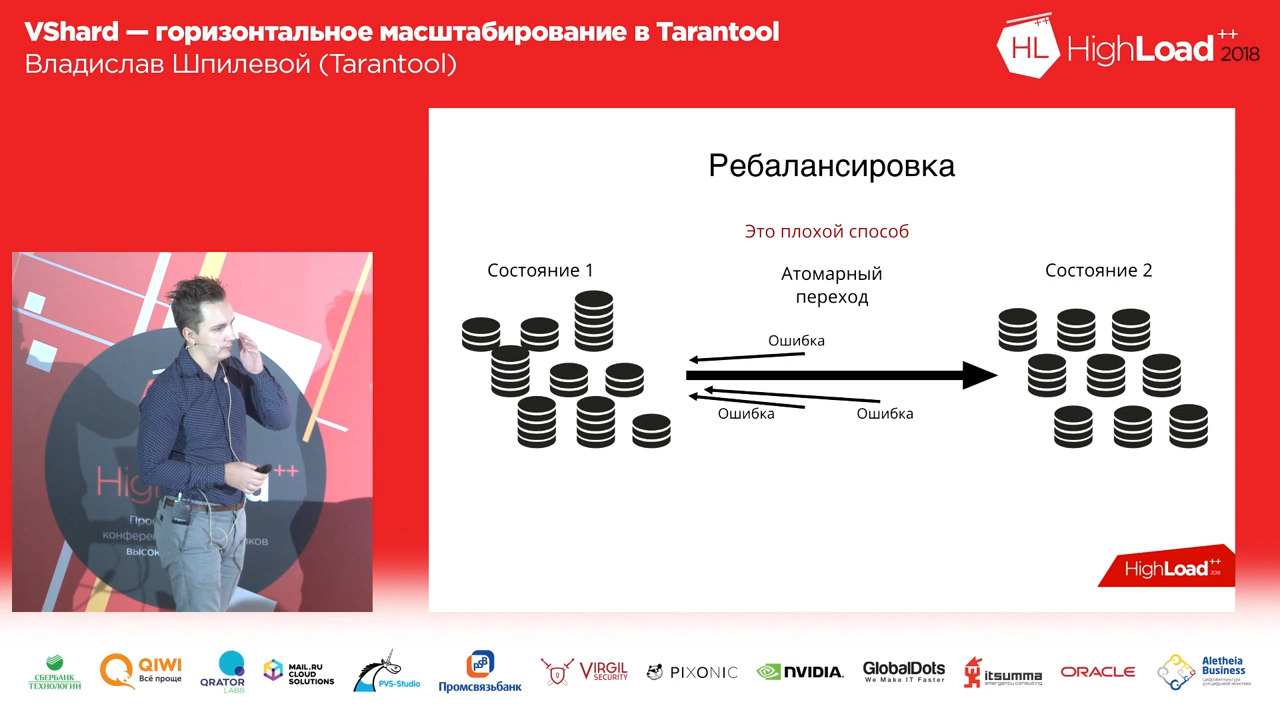 VShard — горизонтальное масштабирование в Tarantool
Владислав Шпилевой (Tarantool)
HL++
HighLoad++ 2018
Ребалансировка
Это плохой способ
Состояние 1
Атомарный
переход
Состояние 2
Ошибка
Ошибка
Ошибка
HighLoad++ 2018
СБЕРБАНК
ТЕХНОЛОГИИ
QIWI
Всё проще
QRATOR
LABS
MAIL.RU
CLOUD
SOLUTIONS
PVS-Studio
Промсвязьбанк
VIRGIL
SECURITY
PIXONIC
NVIDIA.
GLOBALDOTS
We Make IT Faster
itsumma
emergency consulting
ORACLE
Aletheia
Business